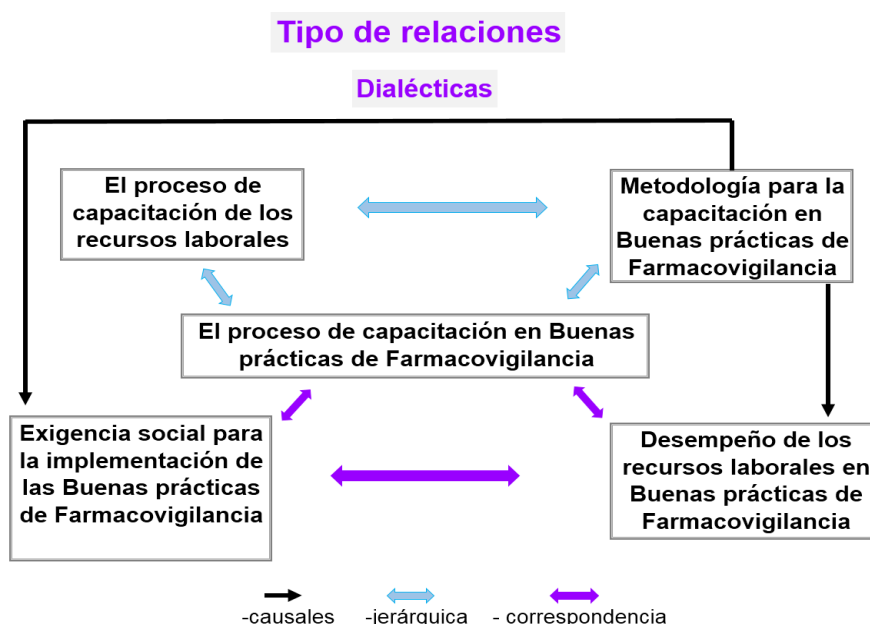 Tipo de relaciones
Dialécticas
El proceso de
capacitación de los
recursos laborales
Metodología para la
capacitación en
Buenas prácticas de
Farmacovigilancia
El proceso de capacitación en Buenas
prácticas de Farmacovigilancia
Exigencia social para
la implementación de
las Buenas prácticas
de Farmacovigilancia
Desempeño de los
recursos laborales en
Buenas prácticas de
Farmacovigilancia
-causales
-jerárquica
- correspondencia